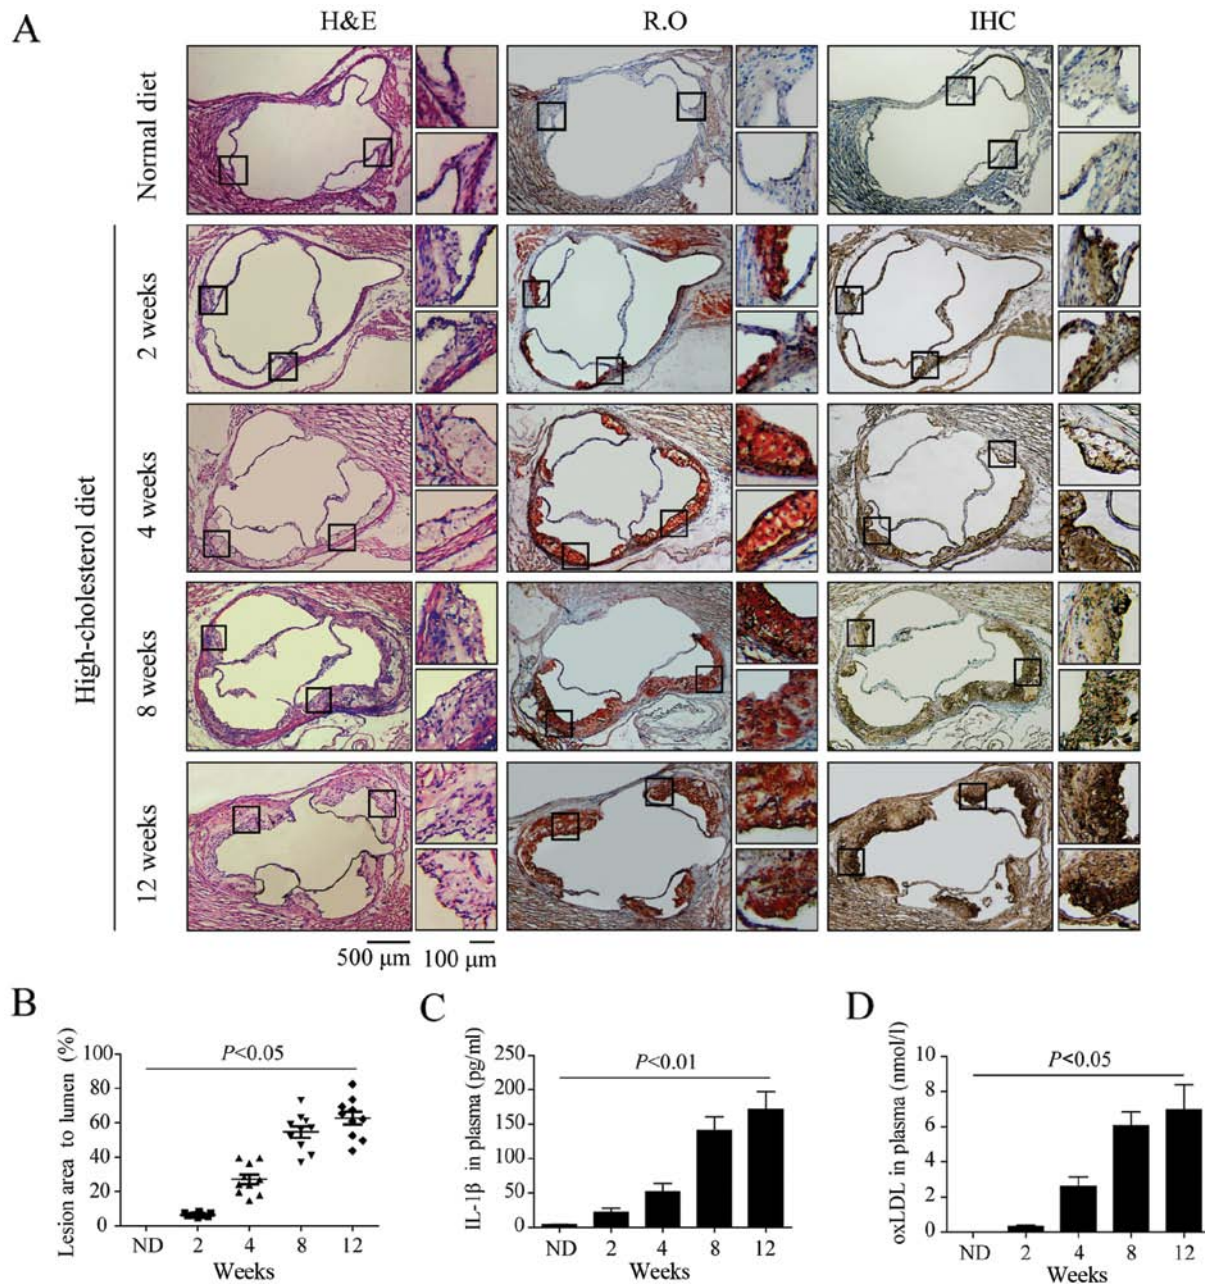 A
H&E
R.O
IHC
Normal diet
High-cholesterol diet
2 weeks
4 weeks
8 weeks
12 weeks
500 μm
100 μm
B
Lesion area to lumen (%)
P<0.05
100
80
60
40
20
0
ND
2
4
8
12
Weeks
C
IL-1β in plasma (pg/ml)
P<0.01
250
200
150
100
50
0
ND
2
4
8
12
Weeks
D
oxLDL in plasma (nmol/l)
P<0.05
8
6
4
2
0
ND
2
4
8
12
Weeks